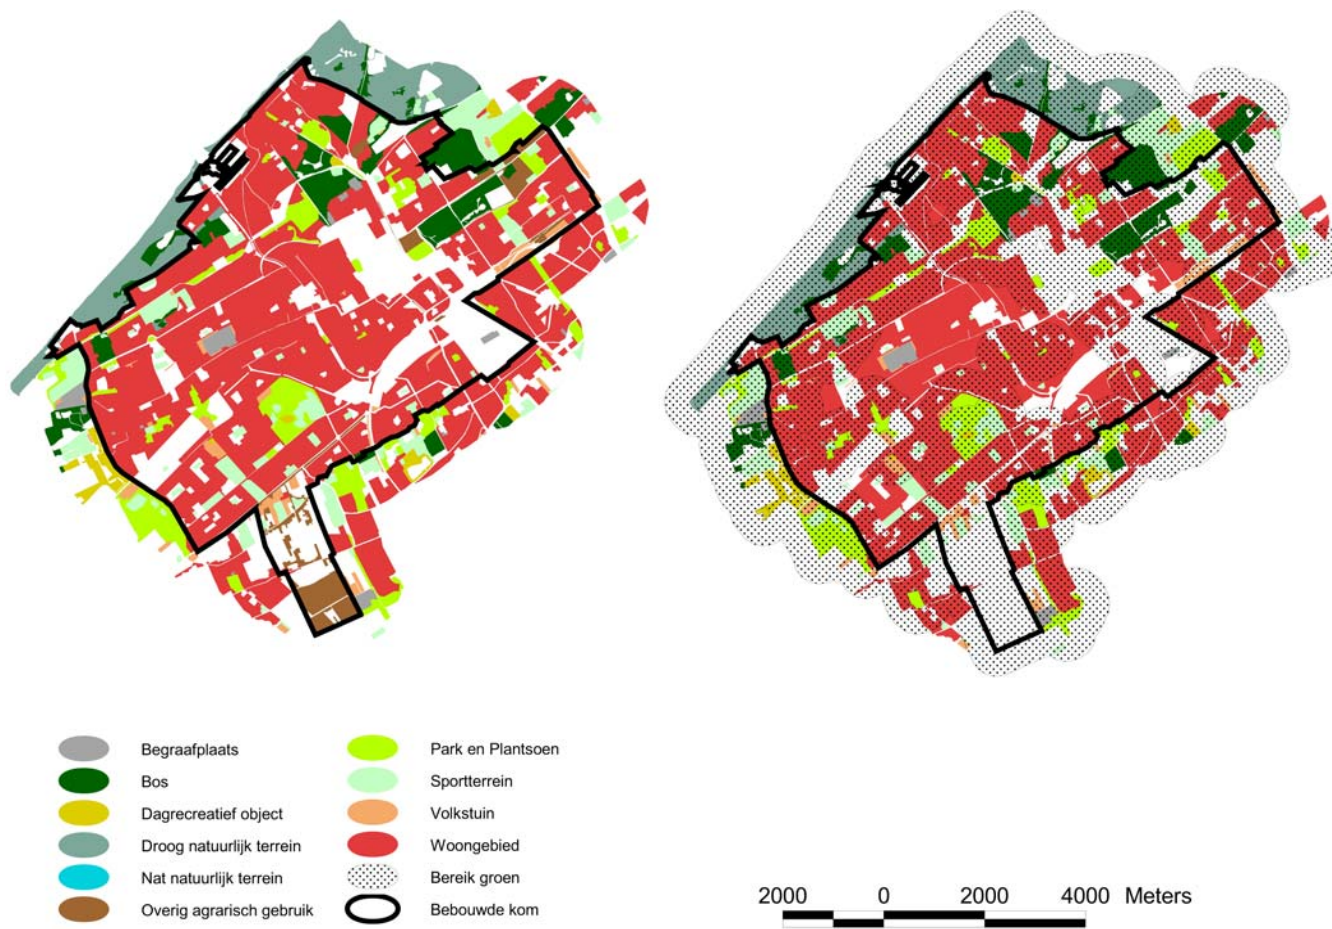 Begraafplaats
Bos
Dagrecreatief object
Droog natuurlijk terrein
Nat natuurlijk terrein
Overig agrarisch gebruik
Park en Plantsoen
Sportterrein
Volkstuin
Woongebied
Bereik groen
Bebouwde kom
2000 0 2000 4000 Meters